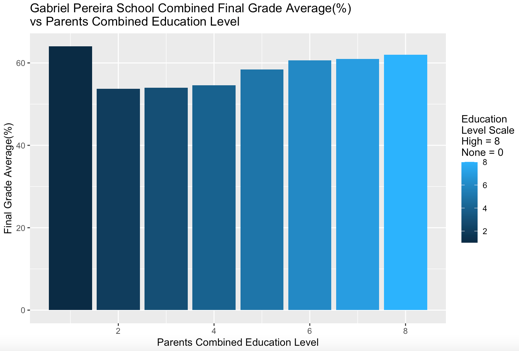 Gabriel Pereira School Combined Final Grade Average(%)
vs Parents Combined Education Level
Final Grade Average(%)
60
40
20
0
2
4
6
8
Parents Combined Education Level
Education
Level Scale
High = 8
None = 0
8
6
4
2